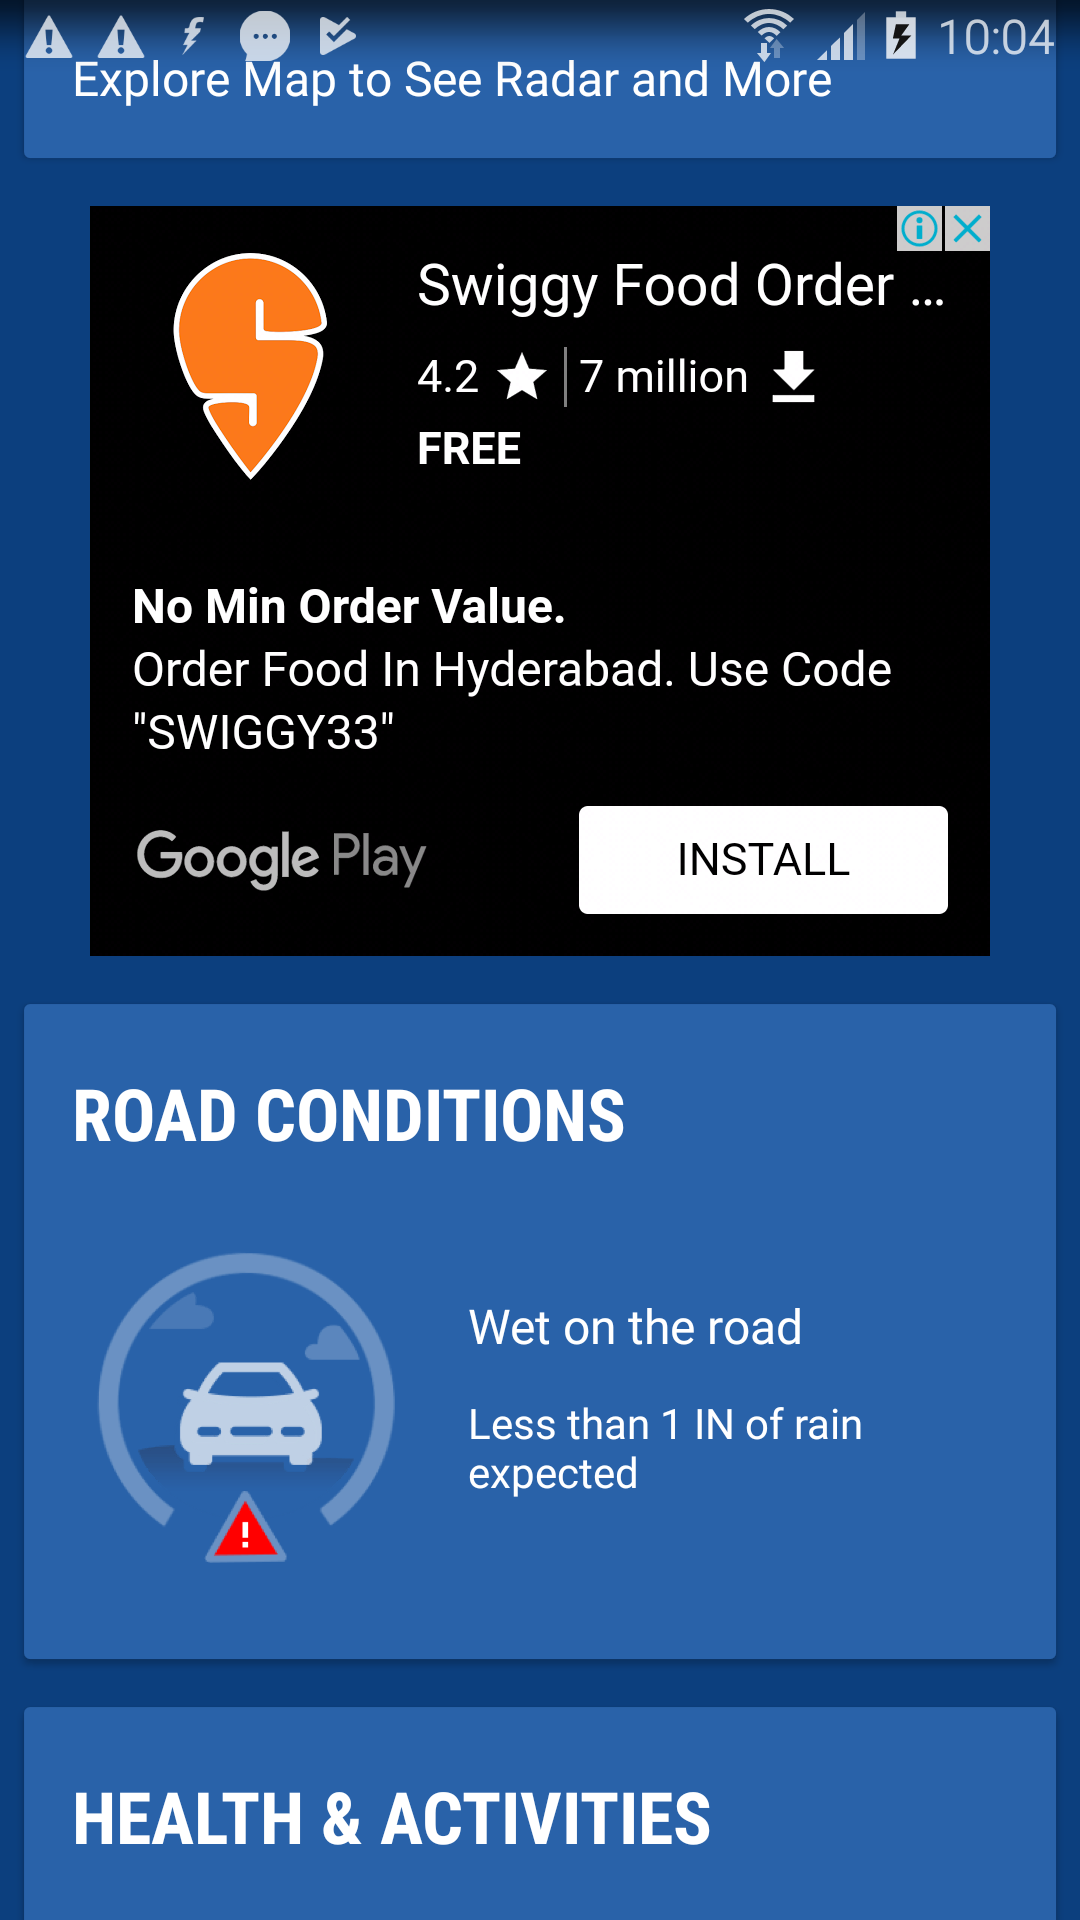 10:04
Explore Map to See Radar and More
Swiggy Food Order ...
4.2 7 million
FREE
No Min Order Value.
Order Food In Hyderabad. Use Code
"SWIGGY33"
Google Play
INSTALL
ROAD CONDITIONS
Wet on the road
Less than 1 IN of rain
expected
HEALTH & ACTIVITIES